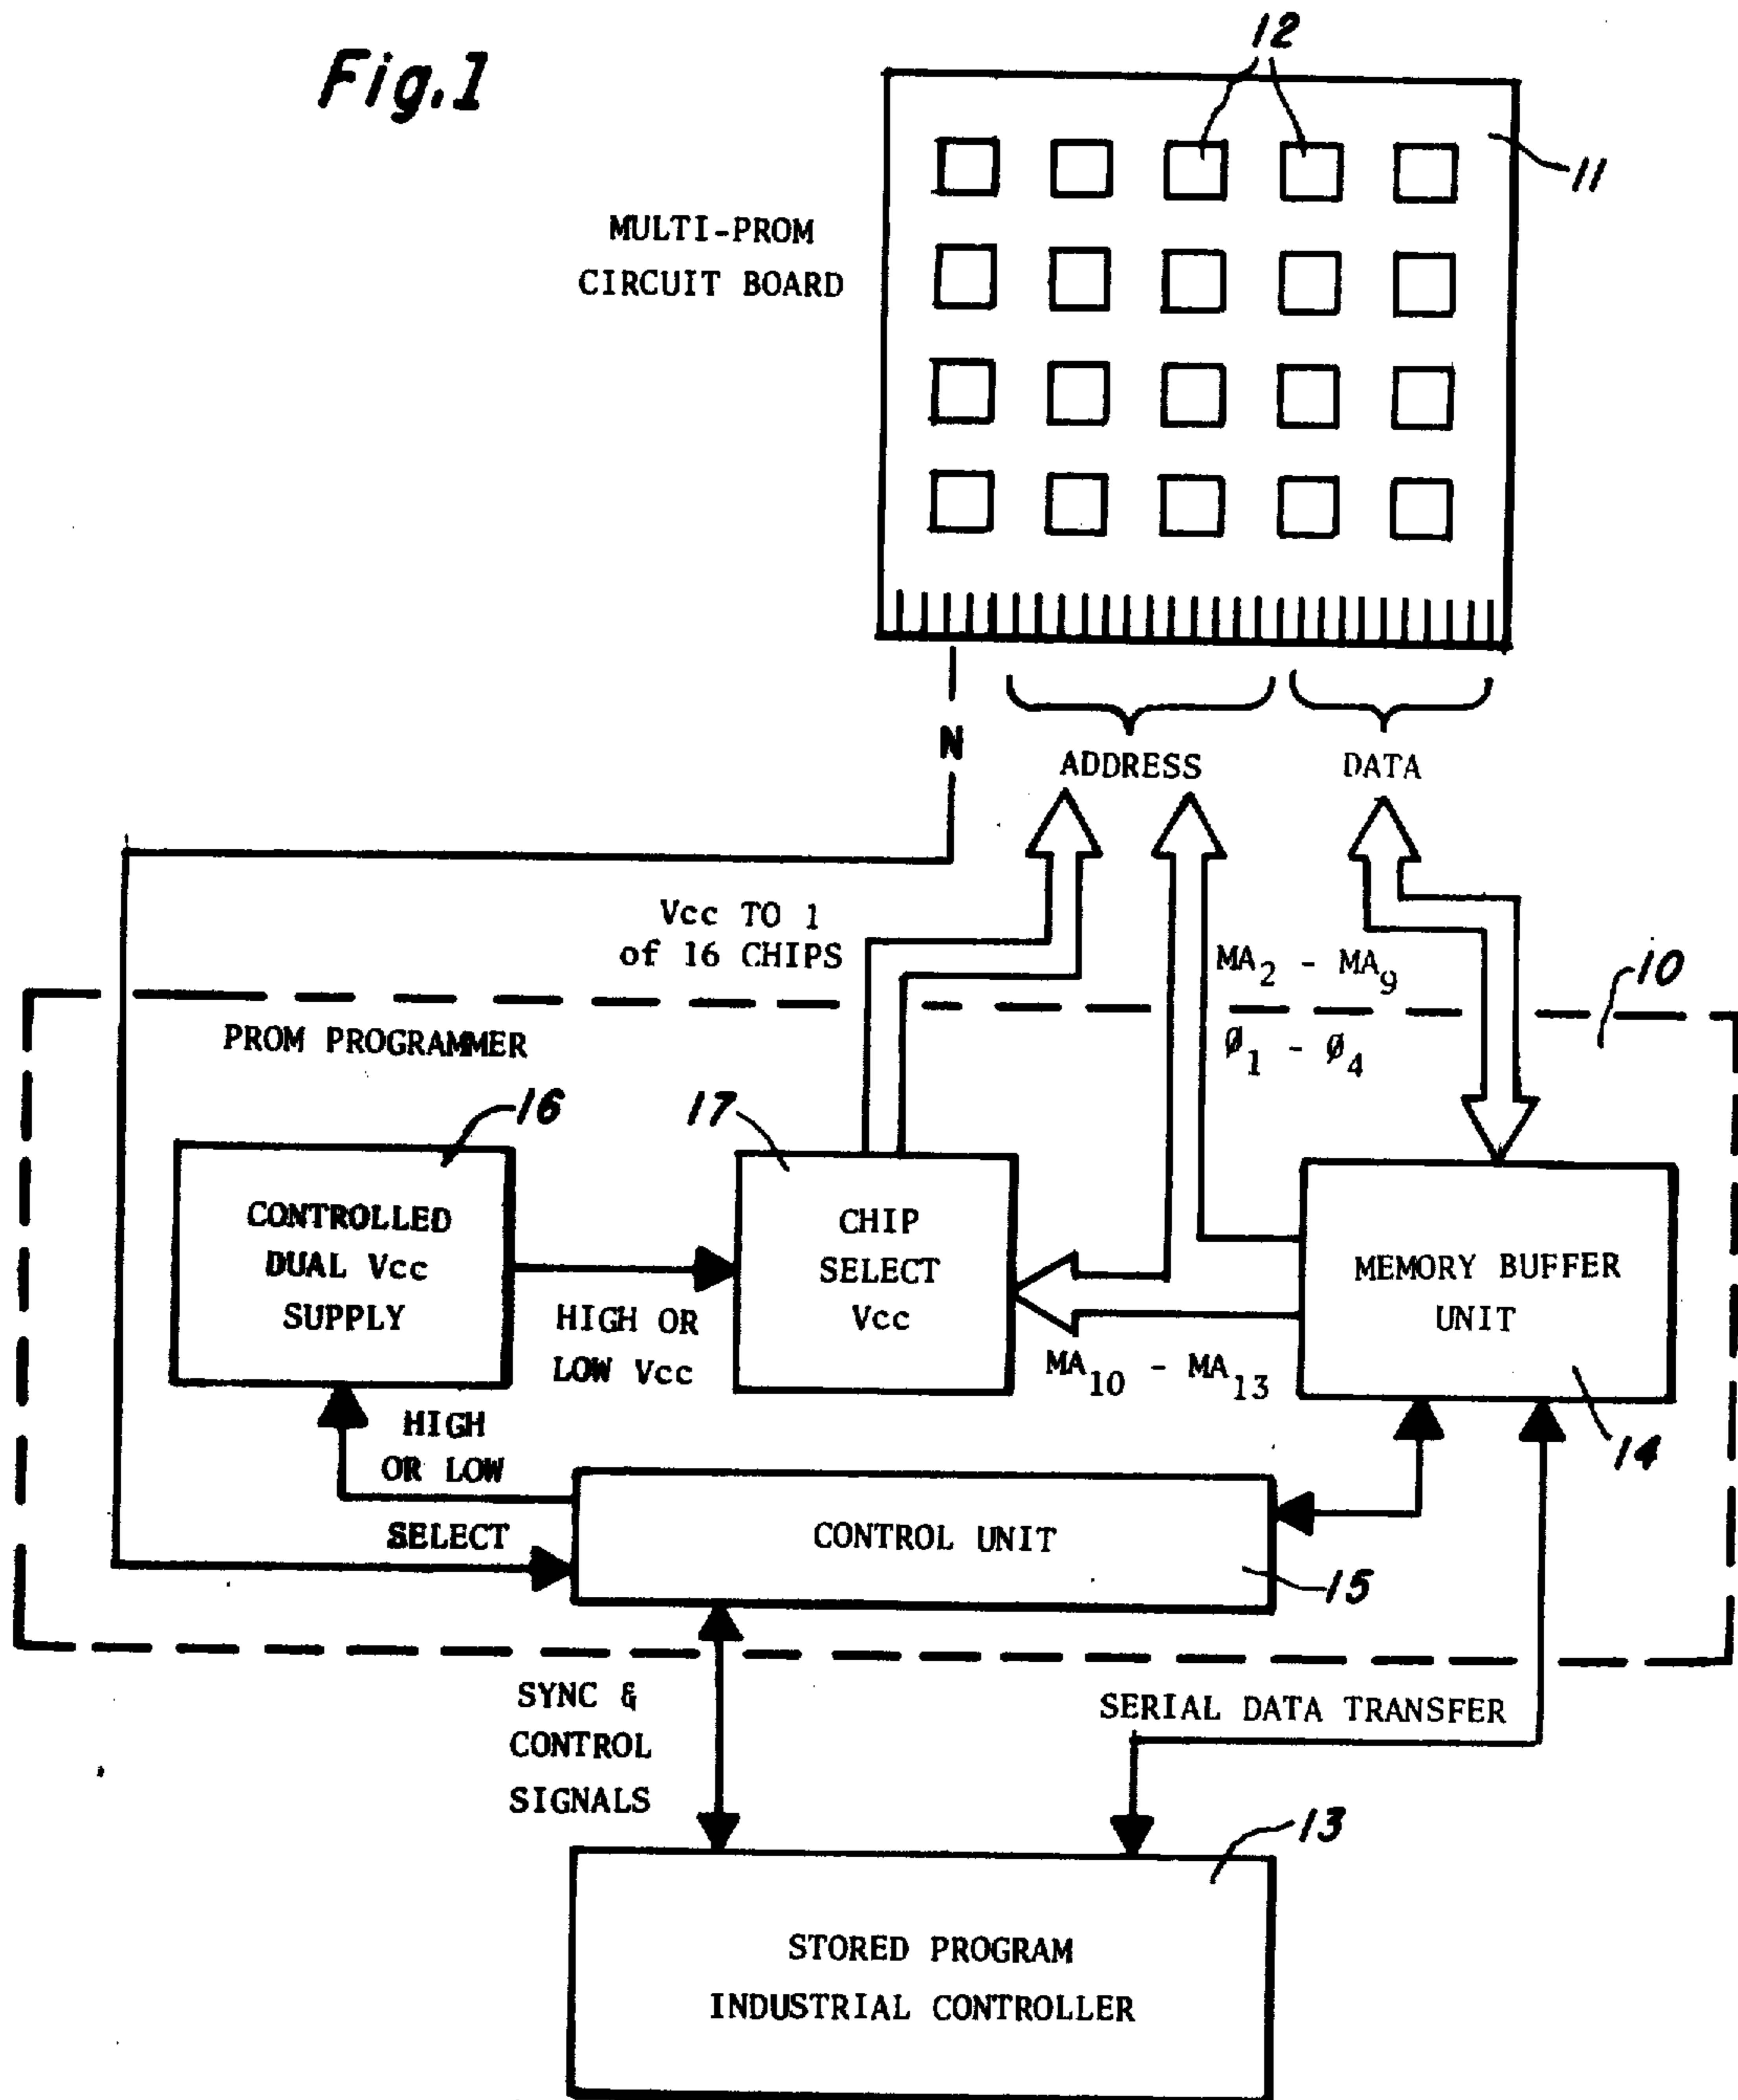 Fig.1
12
11
MULTI-PROM
CIRCUIT BOARD
N
ADDRESS
DATA
Vcc TO 1
of 16 CHIPS
MA₂ - MA₉
10
PROM PROGRAMMER
Ø₁ - Ø₄
16
17
CONTROLLED
DUAL Vcc
SUPPLY
HIGH OR
LOW Vcc
CHIP
SELECT
Vcc
MEMORY BUFFER
UNIT
MA₁₀ - MA₁₃
14
HIGH
OR LOW
SELECT
CONTROL UNIT
15
SYNC &
CONTROL
SIGNALS
SERIAL DATA TRANSFER
13
STORED PROGRAM
INDUSTRIAL CONTROLLER